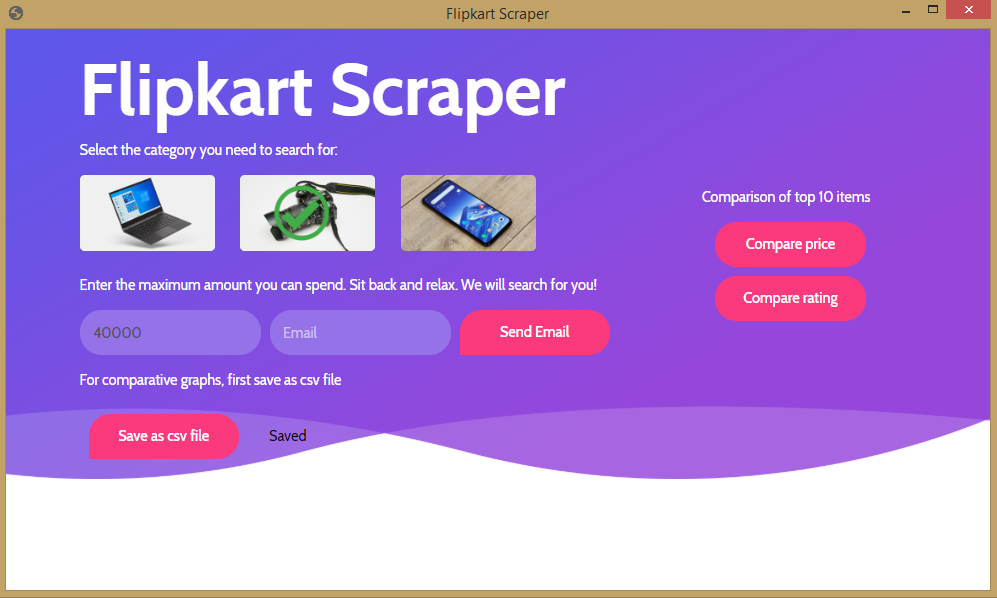 Flipkart Scraper
Flipkart Scraper
Select the category you need to search for:
Comparison of top 10 items
Compare price
Compare rating
Enter the maximum amount you can spend. Sit back and relax. We will search for you!
40000
Email
Send Email
For comparative graphs, first save as csv file
Save as csv file
Saved